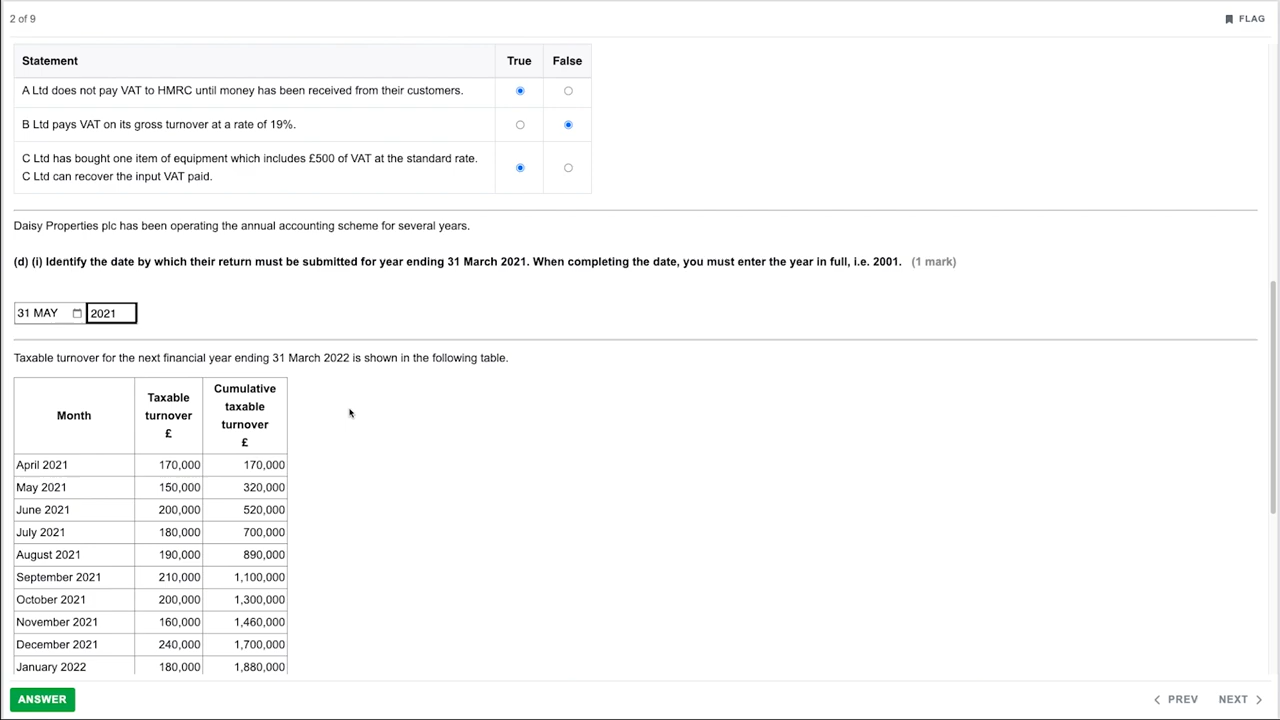 2 of 9
FLAG
Statement True False
A Ltd does not pay VAT to HMRC until money has been received from their customers.
B Ltd pays VAT on its gross turnover at a rate of 19%.
C Ltd has bought one item of equipment which includes £500 of VAT at the standard rate.
C Ltd can recover the input VAT paid.
Daisy Properties plc has been operating the annual accounting scheme for several years.
(d) (i) Identify the date by which their return must be submitted for year ending 31 March 2021. When completing the date, you must enter the year in full, i.e. 2001. (1 mark)
31 MAY 2021
Taxable turnover for the next financial year ending 31 March 2022 is shown in the following table.
Month
Taxable
turnover
£
Cumulative
taxable
turnover
£
April 2021 170,000 170,000
May 2021 150,000 320,000
June 2021 200,000 520,000
July 2021 180,000 700,000
August 2021 190,000 890,000
September 2021 210,000 1,100,000
October 2021 200,000 1,300,000
November 2021 160,000 1,460,000
December 2021 240,000 1,700,000
January 2022 180,000 1,880,000
ANSWER
PREV
NEXT